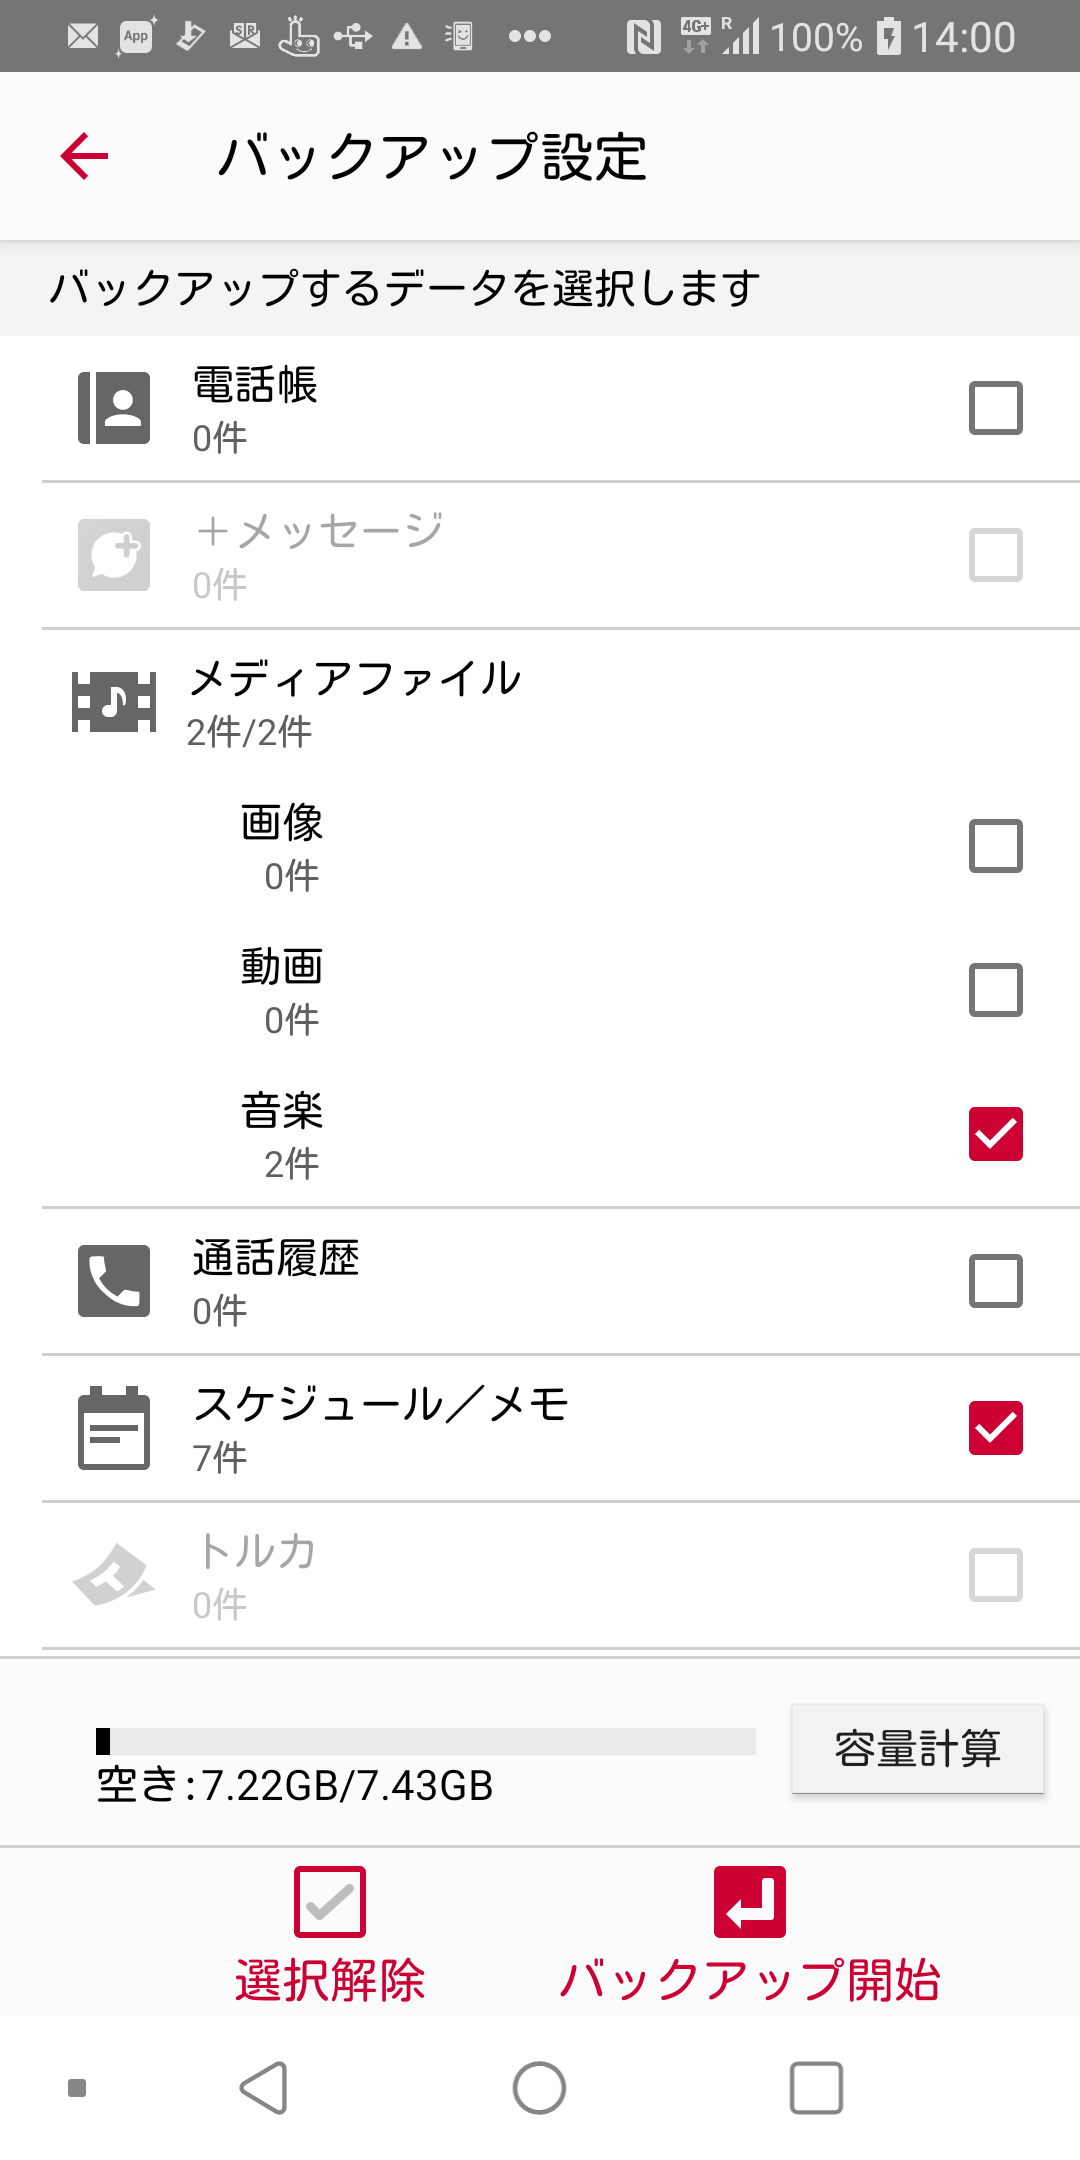 App
SR
4G+
R
100%
14:00
バックアップ設定
バックアップするデータを選択します
電話帳
0件
＋メッセージ
0件
メディアファイル
2件/2件
画像
0件
動画
0件
音楽
2件
通話履歴
0件
スケジュール／メモ
7件
トルカ
0件
空き:7.22GB/7.43GB
容量計算
選択解除
バックアップ開始